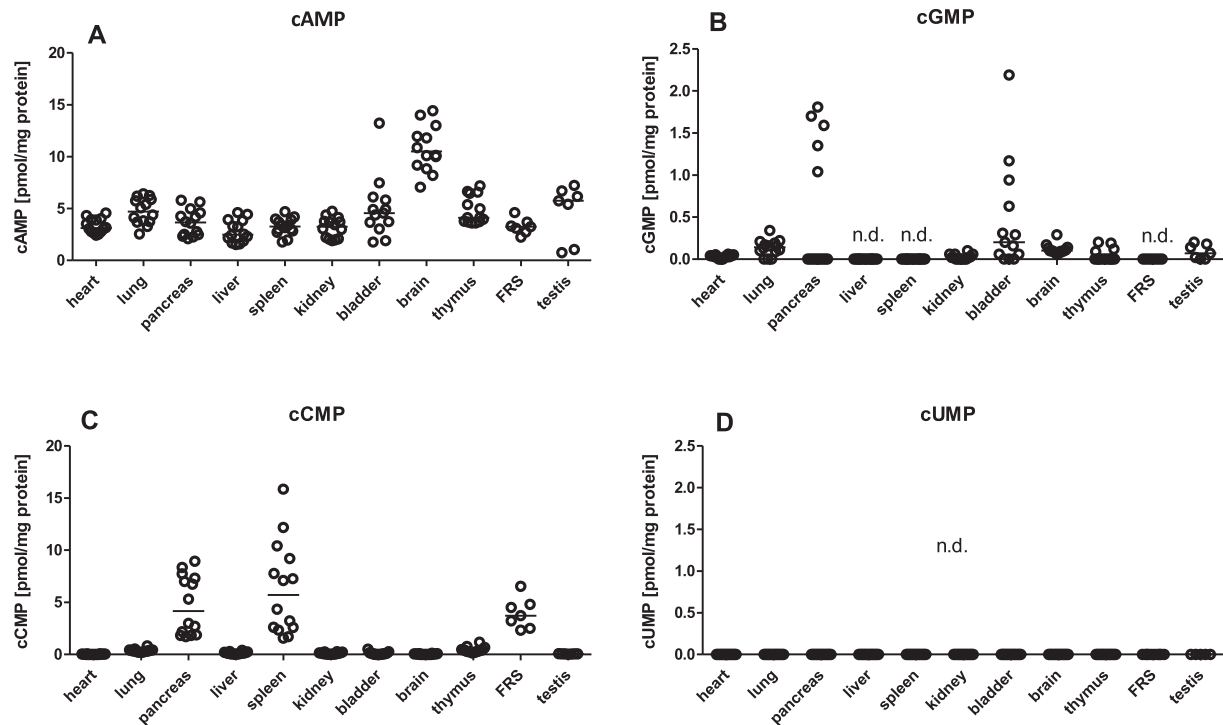 A
cAMP
cAMP [pmol/mg protein]
20
15
10
5
0
heart
lung
pancreas
liver
spleen
kidney
bladder
brain
thymus
FRS
testis
B
cGMP
cGMP [pmol/mg protein]
2.5
2.0
1.5
1.0
0.5
0.0
n.d.
n.d.
n.d.
heart
lung
pancreas
liver
spleen
kidney
bladder
brain
thymus
FRS
testis
C
cCMP
cCMP [pmol/mg protein]
20
15
10
5
0
heart
lung
pancreas
liver
spleen
kidney
bladder
brain
thymus
FRS
testis
D
cUMP
cUMP [pmol/mg protein]
2.5
2.0
1.5
1.0
0.5
0.0
n.d.
heart
lung
pancreas
liver
spleen
kidney
bladder
brain
thymus
FRS
testis